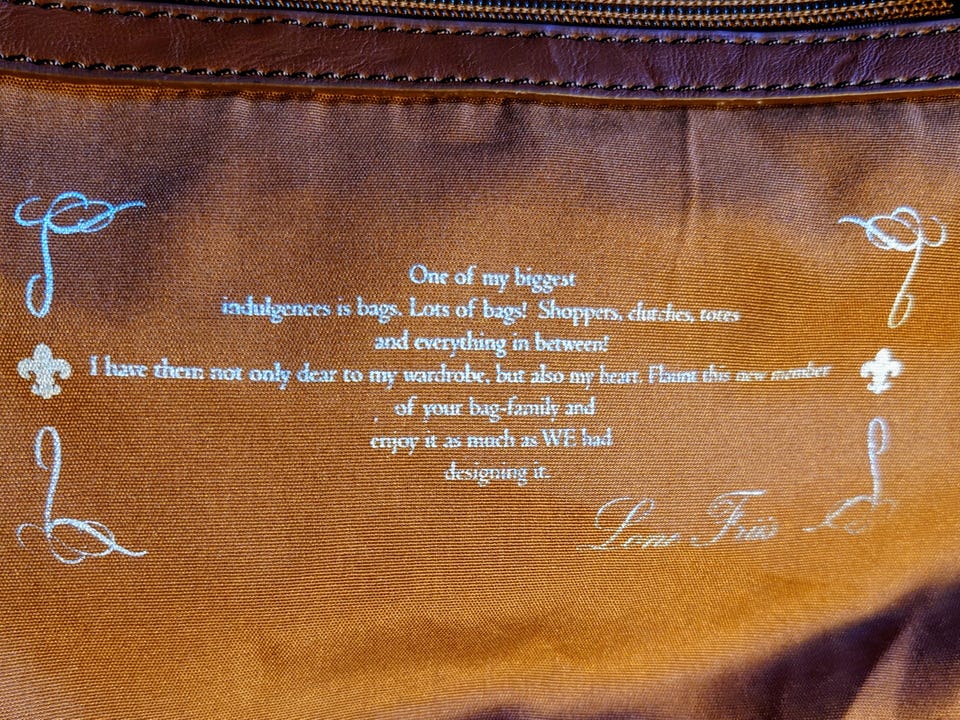 One of my biggest
indulgences is bags. Lots of bags! Shoppers, clutches, totes
and everything in between!
I have them not only dear to my wardrobe, but also my heart. Flaunt this new member
of your bag-family and
enjoy it as much as WE had
designing it.
Lone Friis